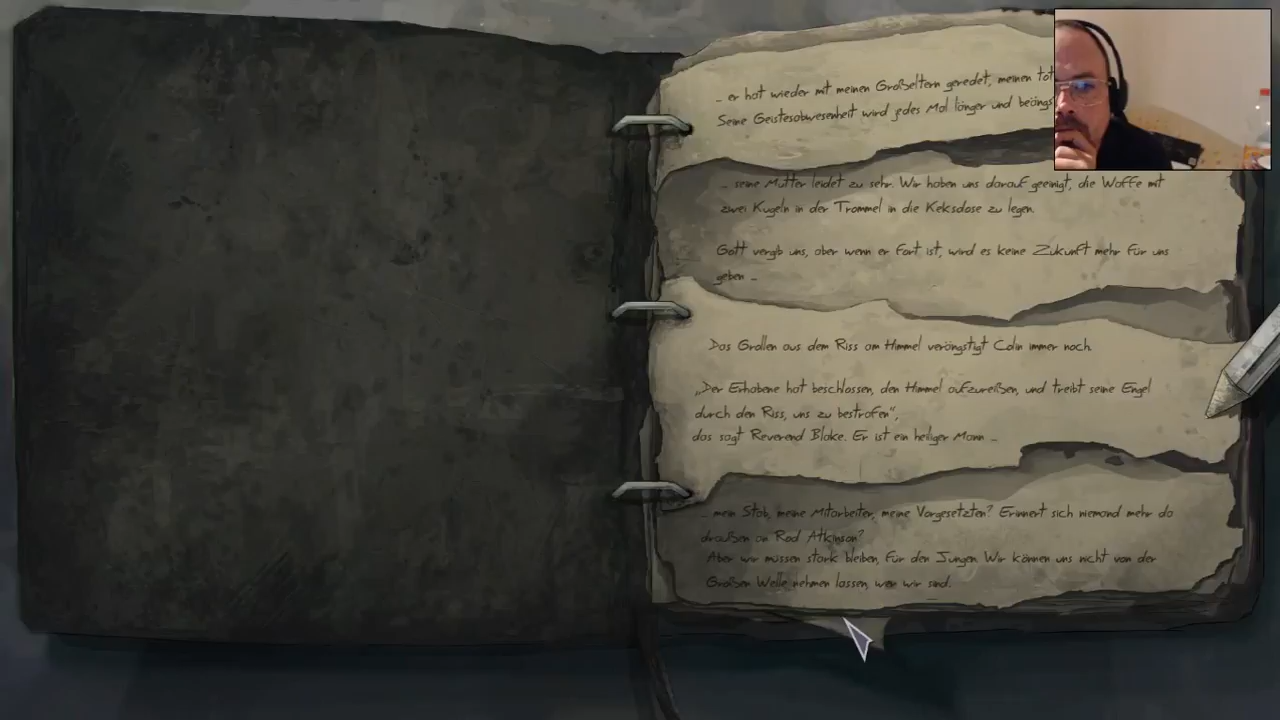 ... er hat wieder mit meinen Großeltern geredet, meinen
Seine Geistesabwesenheit wird jedes Mal länger und
... seine Mutter leidet zu sehr. Wir haben uns darauf geeinigt, die Waffe mit
zwei Kugeln in der Trommel in die Keksdose zu legen.
Gott vergib uns, aber wenn er fort ist, wird es keine Zukunft mehr für uns
geben ...
Das Grollen aus dem Riss am Himmel verängstigt Colin immer noch.
„Der Erhabene hat beschlossen, den Himmel aufzureißen, und treibt seine Engel
durch den Riss, uns zu bestrafen“,
das sagt Reverend Blake. Er ist ein heiliger Mann ...
... mein Stab, meine Mitarbeiter, meine Vorgesetzten? Erinnert sich niemand mehr da
draußen an Rod Atkinson?
Aber wir müssen stark bleiben, für den Jungen. Wir können uns nicht von der
Großen Welle nehmen lassen, wer wir sind.